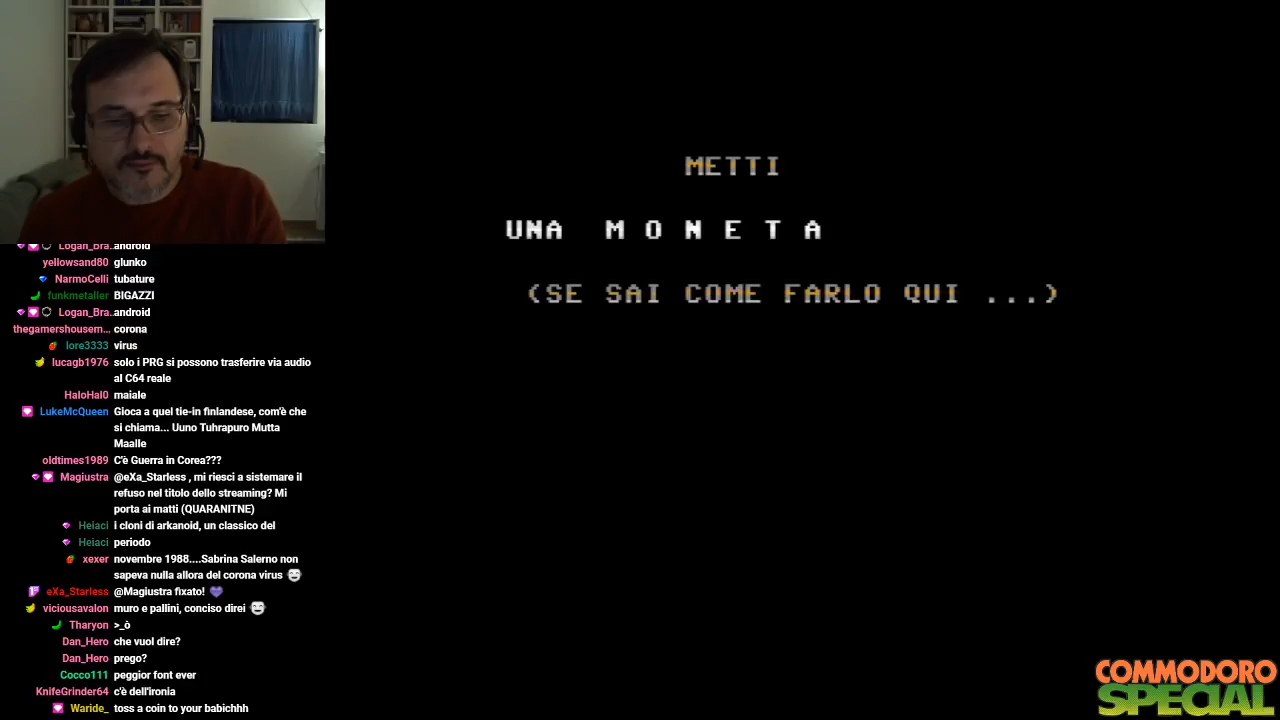 METTI
UNA M O N E T A
(SE SAI COME FARLO QUI ...)
Logan_Bra..android
yellowsand80 glunko
NarmoCelli tubature
funkmetaller BIGAZZI
Logan_Bra..android
thegamershousem... corona
lore3333 virus
lucagb1976 solo i PRG si possono trasferire via audio
al C64 reale
HaloHal0 maiale
LukeMcQueen Gioca a quel tie-in finlandese, com'è che
si chiama... Uuno Tuhrapuro Mutta
Maalle
oldtimes1989 C'è Guerra in Corea???
Magiustra @eXa_Starless , mi riesci a sistemare il
refuso nel titolo dello streaming? Mi
porta ai matti (QUARANITNE)
Heiaci i cloni di arkanoid, un classico del
Heiaci periodo
xexer novembre 1988....Sabrina Salerno non
sapeva nulla allora del corona virus
eXa_Starless @Magiustra fixato!
viciousavalon muro e pallini, conciso direi
Tharyon >_ò
Dan_Hero che vuol dire?
Dan_Hero prego?
Cocco111 peggior font ever
KnifeGrinder64 c'è dell'ironia
Waride_ toss a coin to your babichhh
COMMODORO
SPECIAL